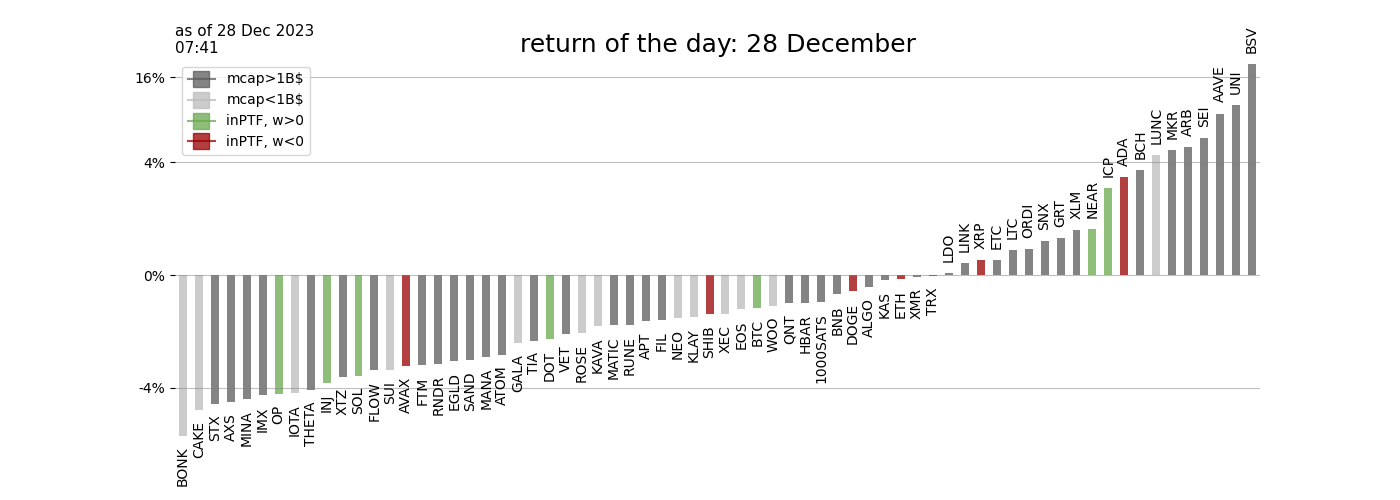 as of 28 Dec 2023
07:41
return of the day: 28 December
mcap>1B$
mcap<1B$
inPTF, w>0
inPTF, w<0
16%
4%
0%
-4%
BONK
CAKE
STX
AXS
MINA
IMX
OP
IOTA
THETA
INJ
XTZ
SOL
FLOW
SUI
AVAX
FTM
RNDR
EGLD
SAND
MANA
ATOM
GALA
TIA
DOT
VET
ROSE
KAVA
MATIC
RUNE
APT
FIL
NEO
KLAY
SHIB
XEC
EOS
BTC
WOO
QNT
HBAR
1000SATS
BNB
DOGE
ALGO
KAS
ETH
XMR
TRX
LDO
LINK
XRP
ETC
LTC
ORDI
SNX
GRT
XLM
NEAR
ICP
ADA
BCH
LUNC
MKR
ARB
SEI
AAVE
UNI
BSV